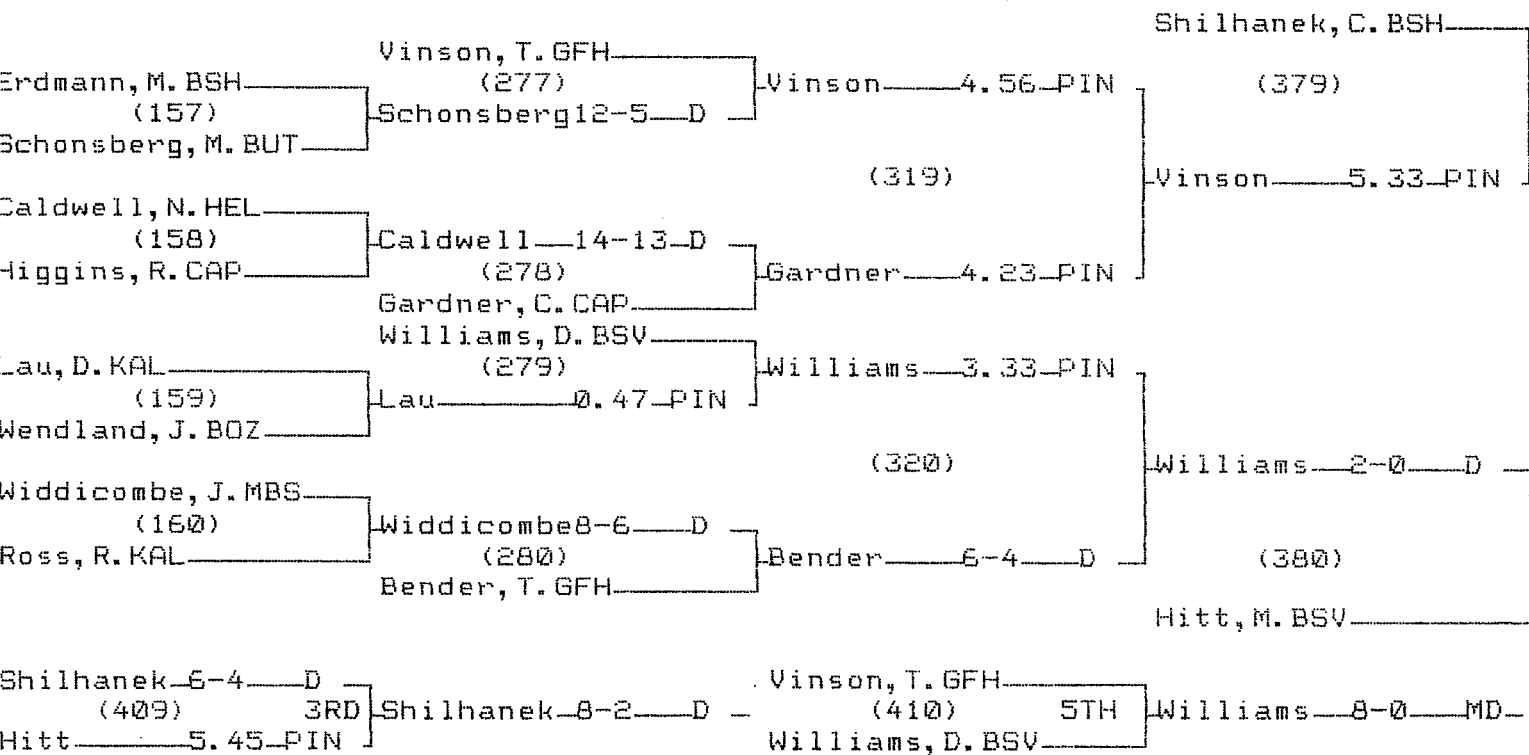 Shilhanek, C. BSH
Vinson, T. GFH
Erdmann, M. BSH (277) Vinson 4.56 PIN (379)
(157) Schonsberg 12-5 D
Schonsberg, M. BUT
(319) Vinson 5.33 PIN
Caldwell, N. HEL
(158) Caldwell 14-13 D
Higgins, R. CAP (278) Gardner 4.23 PIN
Gardner, C. CAP
Williams, D. BSV
Lau, D. KAL (279) Williams 3.33 PIN
(159) Lau 0.47 PIN
Wendland, J. BOZ
(320) Williams 2-0 D
Widdicombe, J. MBS
(160) Widdicombe 8-6 D
Ross, R. KAL (280) Bender 6-4 D (380)
Bender, T. GFH
Hitt, M. BSV
Shilhanek 6-4 D Vinson, T. GFH
(409) 3RD Shilhanek 8-2 D (410) 5TH Williams 8-0 MD
Hitt 5.45 PIN Williams, D. BSV